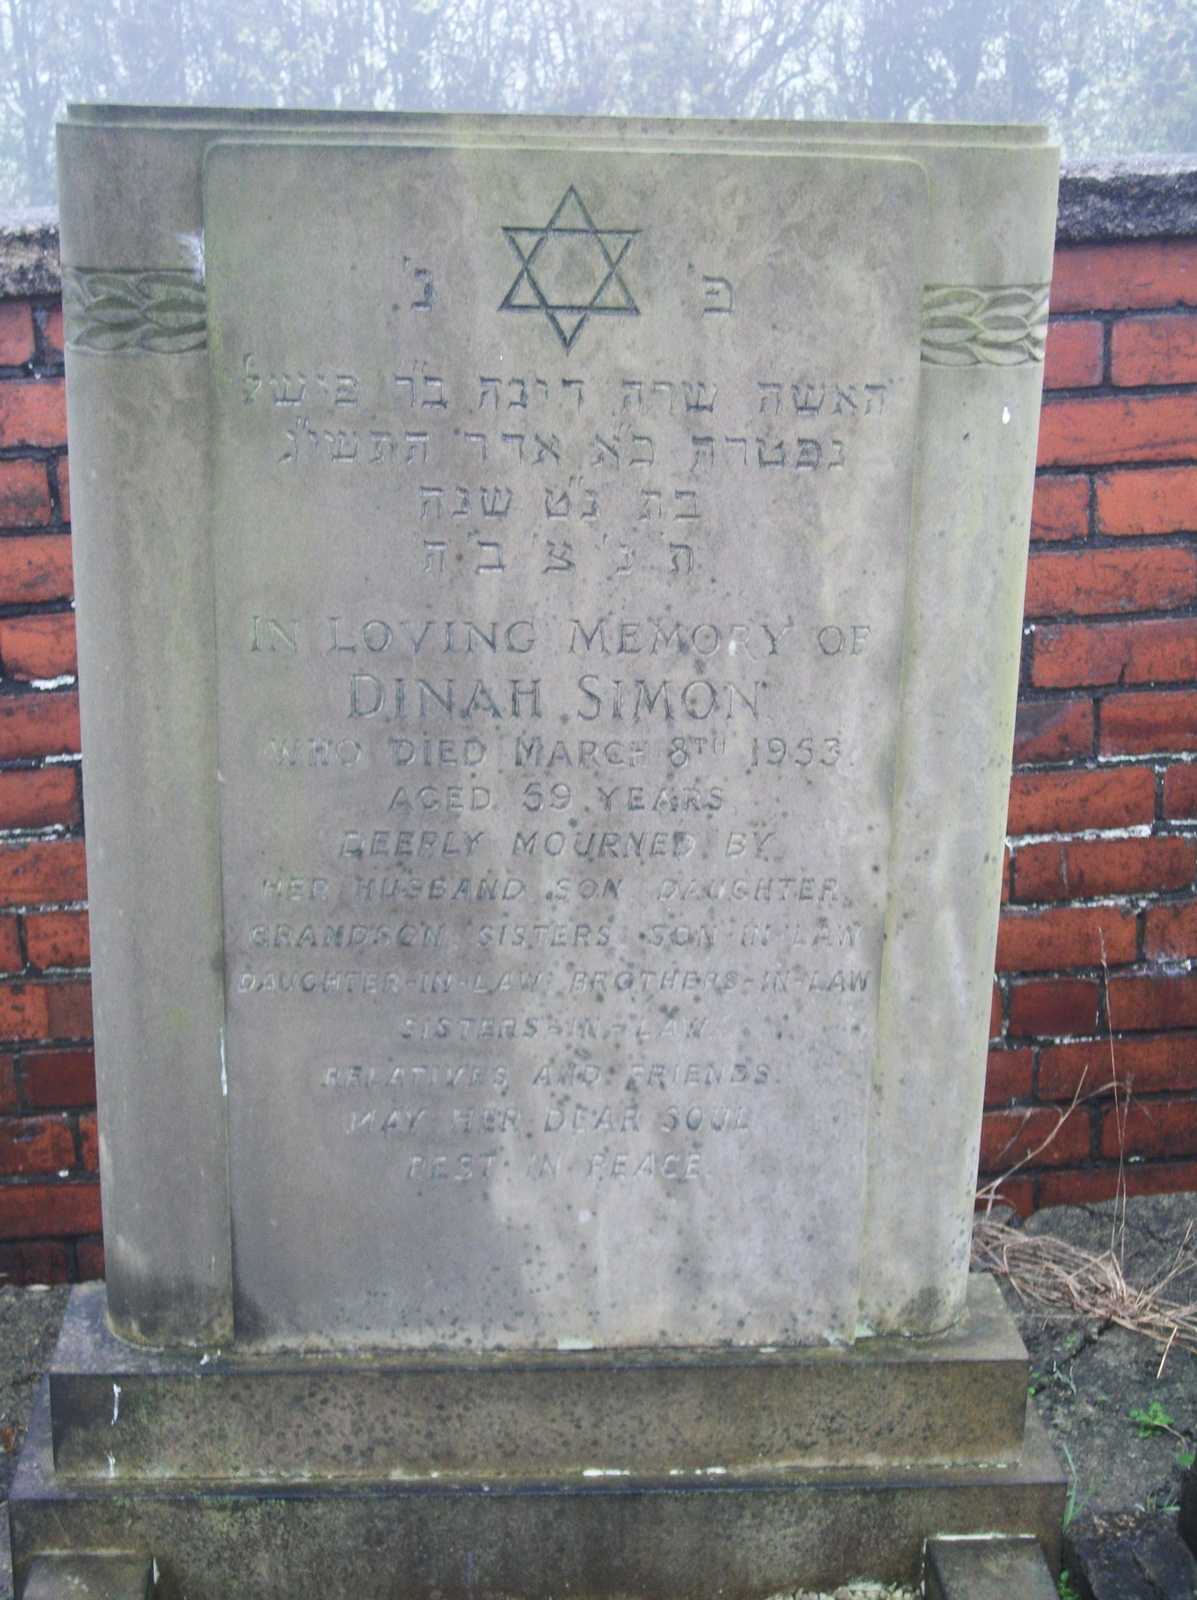 פ' נ'
האשה שרה דינה ב"ר פישל
נפטרת כ"א אדר התשי"ג
בת נ"ט שנה
ת' נ' צ' ב' ה'
IN LOVING MEMORY OF
DINAH SIMON
WHO DIED MARCH 8TH 1953.
AGED 59 YEARS
DEEPLY MOURNED BY
HER HUSBAND SON DAUGHTER
GRANDSON SISTERS SON-IN-LAW
DAUGHTER-IN-LAW BROTHERS-IN-LAW
SISTERS-IN-LAW
RELATIVES AND FRIENDS.
MAY HER DEAR SOUL
REST IN PEACE